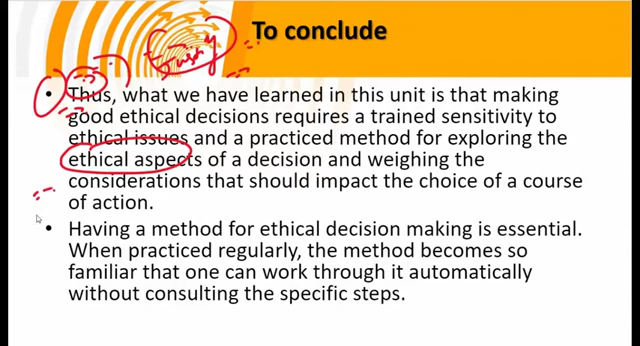 To conclude
• Thus, what we have learned in this unit is that making
good ethical decisions requires a trained sensitivity to
ethical issues and a practiced method for exploring the
ethical aspects of a decision and weighing the
considerations that should impact the choice of a course
of action.
• Having a method for ethical decision making is essential.
When practiced regularly, the method becomes so
familiar that one can work through it automatically
without consulting the specific steps.